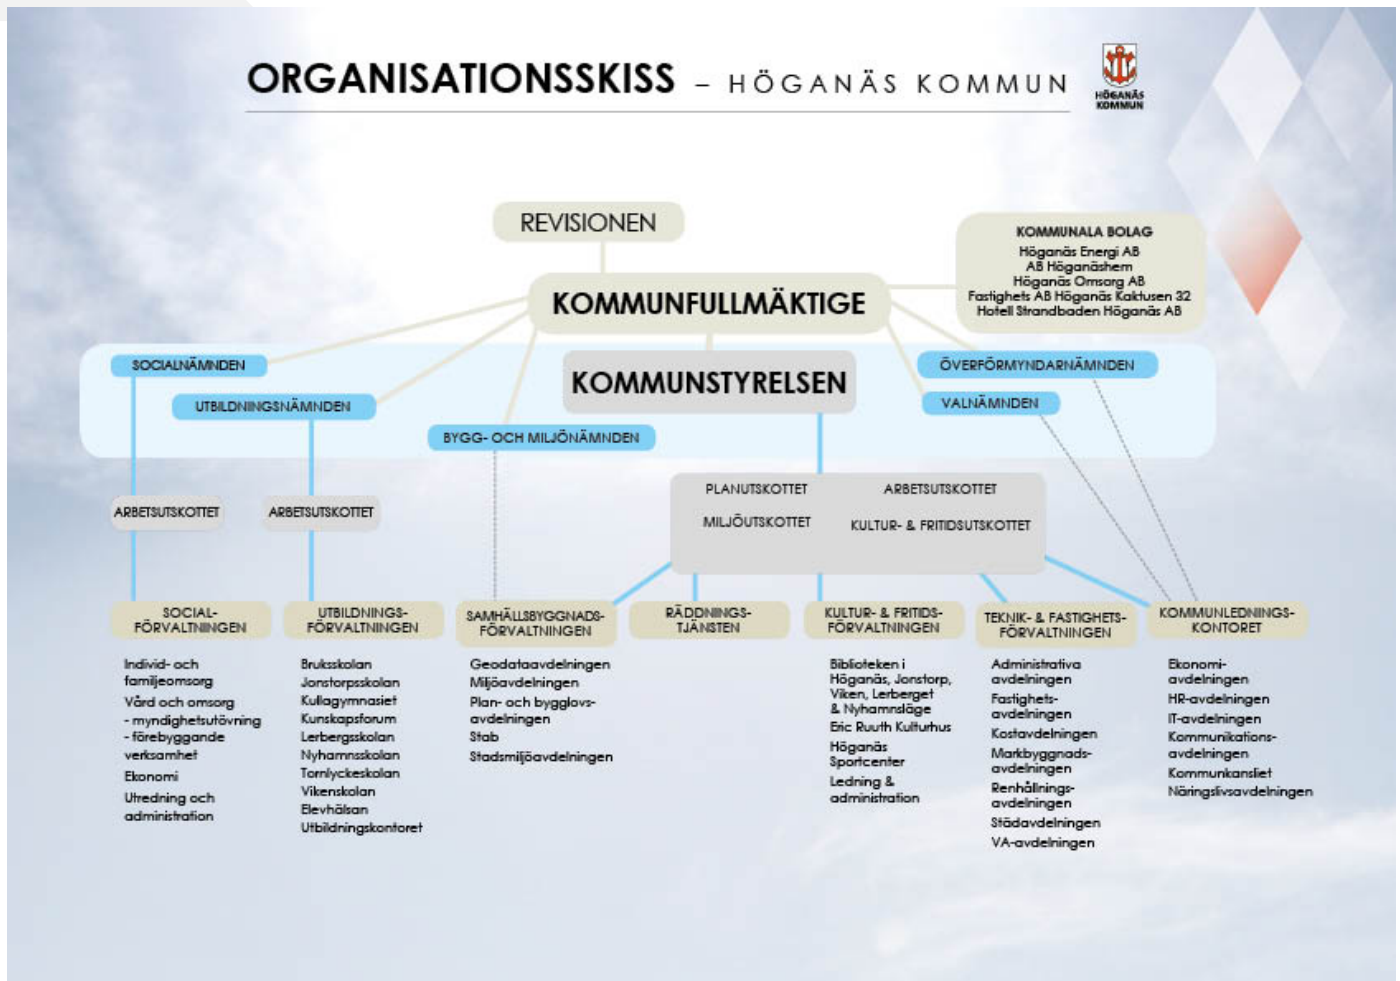 ORGANISATIONSSKISS – HÖGANÄS KOMMUN
HÖGANÄS
KOMMUN
REVISIONEN
KOMMUNALA BOLAG
Höganäs Energi AB
AB Höganäshem
Höganäs Omsorg AB
Fastighets AB Höganäs Kaktusen 32
Hotell Strandbaden Höganäs AB
KOMMUNFULLMÄKTIGE
SOCIALNÄMNDEN
KOMMUNSTYRELSEN
ÖVERFÖRMYNDARNÄMNDEN
UTBILDNINGSNÄMNDEN
VALNÄMNDEN
BYGG- OCH MILJÖNÄMNDEN
PLANUTSKOTTET
ARBETSUTSKOTTET
MILJÖUTSKOTTET
KULTUR- & FRITIDSUTSKOTTET
ARBETSUTSKOTTET
ARBETSUTSKOTTET
SOCIAL-
FÖRVALTNINGEN
Individ- och
familjeomsorg
Vård och omsorg
- myndighetsutövning
- förebyggande
verksamhet
Ekonomi
Utredning och
administration
UTBILDNINGS-
FÖRVALTNINGEN
Bruksskolan
Jonstorpsskolan
Kullagymnasiet
Kunskapsforum
Lerbergsskolan
Nyhamnsskolan
Tornlyckeskolan
Vikenskolan
Elevhälsan
Utbildningskontoret
SAMHÄLLSBYGGNADS-
FÖRVALTNINGEN
Geodataavdelningen
Miljöavdelningen
Plan- och bygglovs-
avdelningen
Stab
Stadsmiljöavdelningen
RÄDDNINGS-
TJÄNSTEN
KULTUR- & FRITIDS-
FÖRVALTNINGEN
Biblioteken i
Höganäs, Jonstorp,
Viken, Lerberget
& Nyhamnsläge
Eric Ruuth Kulturhus
Höganäs
Sportcenter
Ledning &
administration
TEKNIK- & FASTIGHETS-
FÖRVALTNINGEN
Administrativa
avdelningen
Fastighets-
avdelningen
Kostavdelningen
Markbyggnads-
avdelningen
Renhållnings-
avdelningen
Städavdelningen
VA-avdelningen
KOMMUNLEDNINGS-
KONTORET
Ekonomi-
avdelningen
HR-avdelningen
IT-avdelningen
Kommunikations-
avdelningen
Kommunkansliet
Näringslivsavdelningen